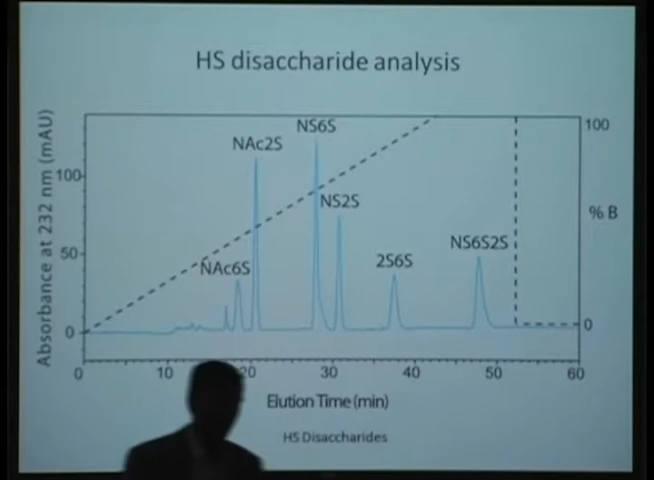 HS disaccharide analysis
Absorbance at 232 nm (mAU)
100
50
0
NAc6S
NAc2S
NS6S
NS2S
2S6S
NS6S2S
100
% B
0
0
10
20
30
40
50
60
Elution Time (min)
HS Disaccharides